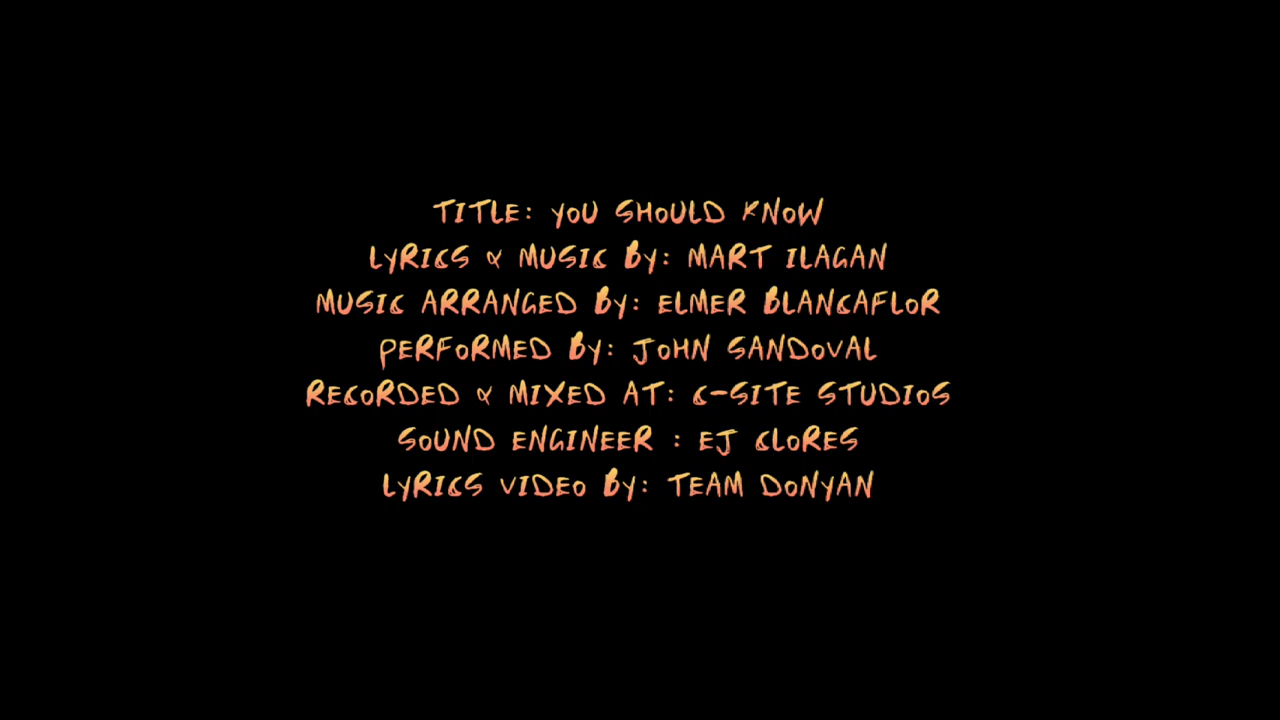 TITLE: YOU SHOULD KNOW
LYRICS & MUSIC BY: MART ILAGAN
MUSIC ARRANGED BY: ELMER BLANCAFLOR
PERFORMED BY: JOHN SANDOVAL
RECORDED & MIXED AT: C-SITE STUDIOS
SOUND ENGINEER : EJ CLORES
LYRICS VIDEO BY: TEAM DONYAN